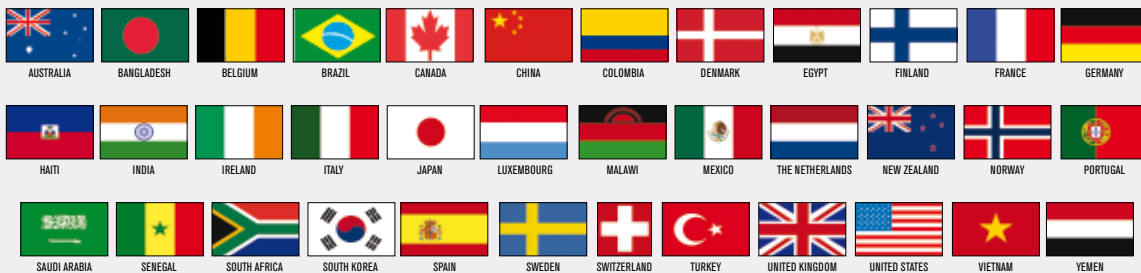 AUSTRALIA BANGLADESH BELGIUM BRAZIL CANADA CHINA COLOMBIA DENMARK EGYPT FINLAND FRANCE GERMANY
HAITI INDIA IRELAND ITALY JAPAN LUXEMBOURG MALAWI MEXICO THE NETHERLANDS NEW ZEALAND NORWAY PORTUGAL
SAUDI ARABIA SENEGAL SOUTH AFRICA SOUTH KOREA SPAIN SWEDEN SWITZERLAND TURKEY UNITED KINGDOM UNITED STATES VIETNAM YEMEN